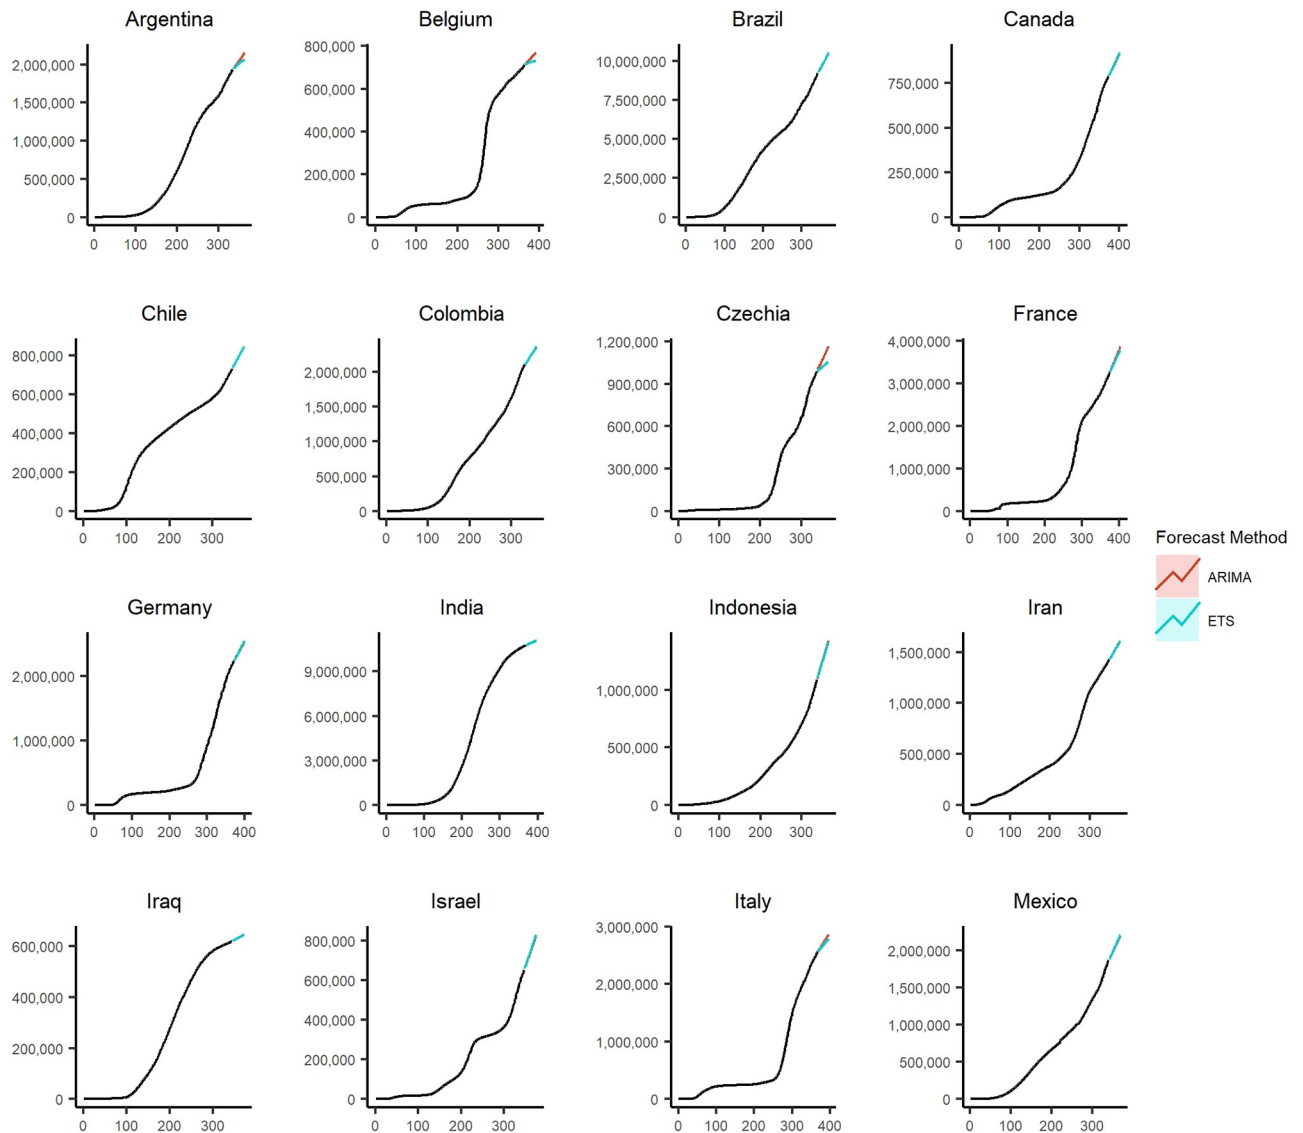 Argentina
2,000,000
1,500,000
1,000,000
500,000
0
0 100 200 300
Belgium
800,000
600,000
400,000
200,000
0
0 100 200 300 400
Brazil
10,000,000
7,500,000
5,000,000
2,500,000
0
0 100 200 300
Canada
750,000
500,000
250,000
0
0 100 200 300 400
Chile
800,000
600,000
400,000
200,000
0
0 100 200 300
Colombia
2,000,000
1,500,000
1,000,000
500,000
0
0 100 200 300
Czechia
1,200,000
900,000
600,000
300,000
0
0 100 200 300
France
4,000,000
3,000,000
2,000,000
1,000,000
0
0 100 200 300 400
Forecast Method
ARIMA
ETS
Germany
2,000,000
1,000,000
0
0 100 200 300 400
India
9,000,000
6,000,000
3,000,000
0
0 100 200 300 400
Indonesia
1,000,000
500,000
0
0 100 200 300
Iran
1,500,000
1,000,000
500,000
0
0 100 200 300
Iraq
600,000
400,000
200,000
0
0 100 200 300
Israel
800,000
600,000
400,000
200,000
0
0 100 200 300
Italy
3,000,000
2,000,000
1,000,000
0
0 100 200 300 400
Mexico
2,000,000
1,500,000
1,000,000
500,000
0
0 100 200 300